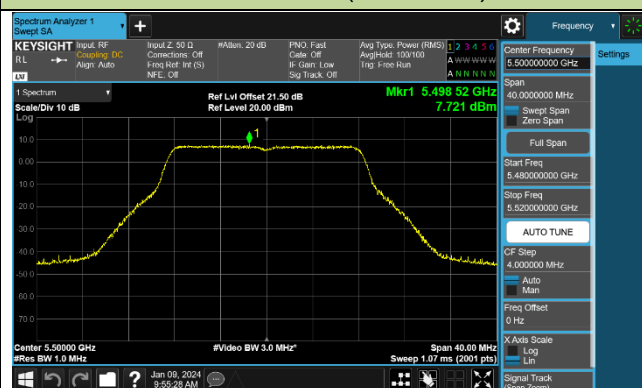 Spectrum Analyzer 1
Swept SA
Frequency
KEYSIGHT
Input: RF
Coupling: DC
Align: Auto
Input Z: 50 Ω
Corrections: Off
Freq Ref: Int (S)
NFE: Off
#Atten: 20 dB
PNO: Fast
Gate: Off
IF Gain: Low
Sig Track: Off
Avg Type: Power (RMS)
Avg|Hold: 100/100
Trig: Free Run
1 2 3 4 5 6
A W W W W W
A N N N N N
RL
LXI
Center Frequency
5.500000000 GHz
Settings
Span
40.0000000 MHz
Swept Span
Zero Span
Full Span
Start Freq
5.480000000 GHz
Stop Freq
5.520000000 GHz
AUTO TUNE
CF Step
4.000000 MHz
Auto
Man
Freq Offset
0 Hz
X Axis Scale
Log
Lin
Signal Track
(Span Zoom)
1 Spectrum
Scale/Div 10 dB
Log
Ref Lvl Offset 21.50 dB
Ref Level 20.00 dBm
Mkr1 5.498 52 GHz
7.721 dBm
1
10.0
0.00
-10.0
-20.0
-30.0
-40.0
-50.0
-60.0
-70.0
Center 5.50000 GHz
#Res BW 1.0 MHz
#Video BW 3.0 MHz*
Span 40.00 MHz
Sweep 1.07 ms (2001 pts)
Jan 09, 2024
9:55:28 AM